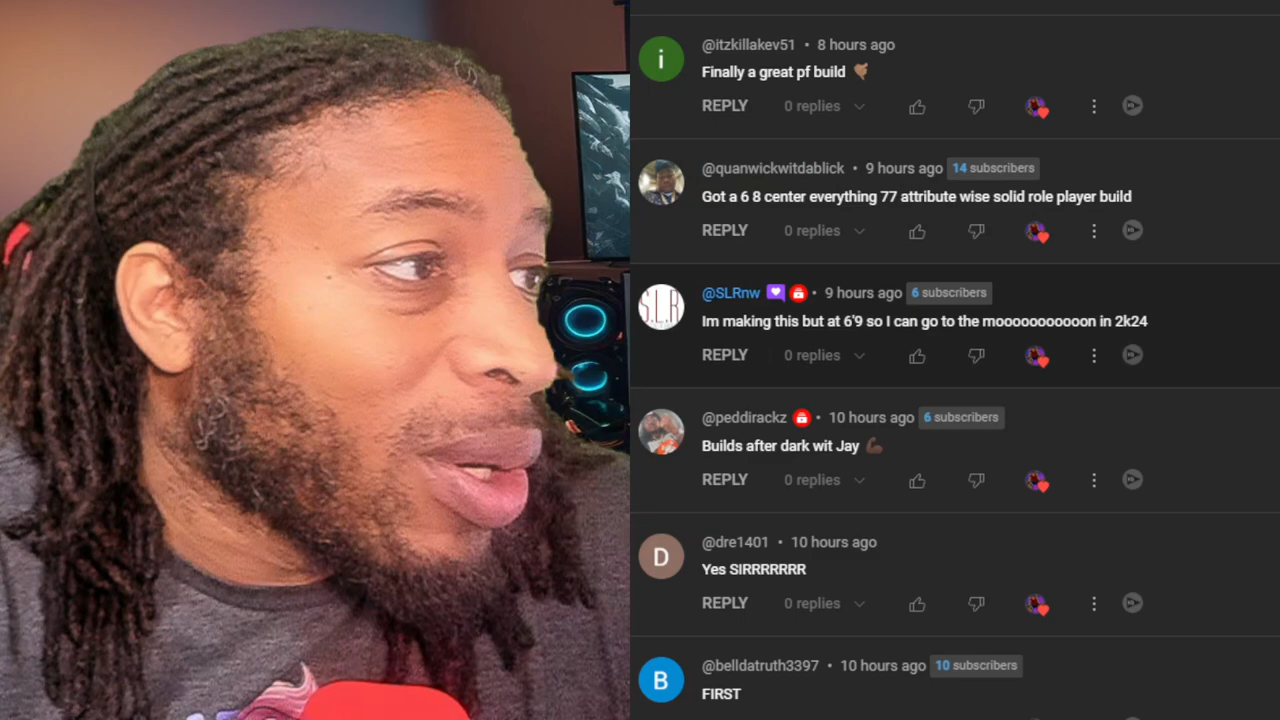 @itzkillakev51 • 8 hours ago
Finally a great pf build
REPLY 0 replies
@quanwickwitdablick • 9 hours ago 14 subscribers
Got a 6 8 center everything 77 attribute wise solid role player build
REPLY 0 replies
S.L.R
@SLRnw • 9 hours ago 6 subscribers
Im making this but at 6'9 so I can go to the mooooooooooon in 2k24
REPLY 0 replies
@peddirackz • 10 hours ago 6 subscribers
Builds after dark wit Jay
REPLY 0 replies
D
@dre1401 • 10 hours ago
Yes SIRRRRRRR
REPLY 0 replies
B
@belldatruth3397 • 10 hours ago 10 subscribers
FIRST